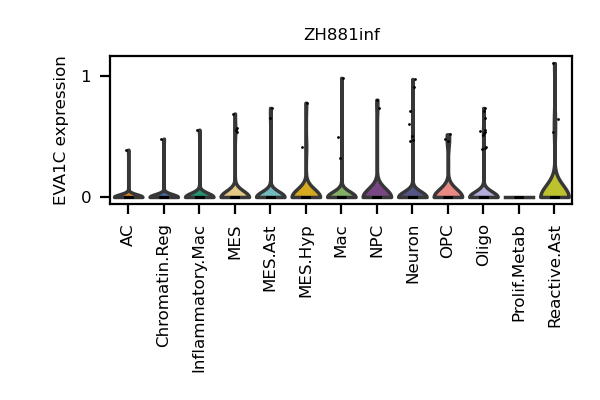 ZH881inf
EVA1C expression
1
0
AC
Chromatin.Reg
Inflammatory.Mac
MES
MES.Ast
MES.Hyp
Mac
NPC
Neuron
OPC
Oligo
Prolif.Metab
Reactive.Ast